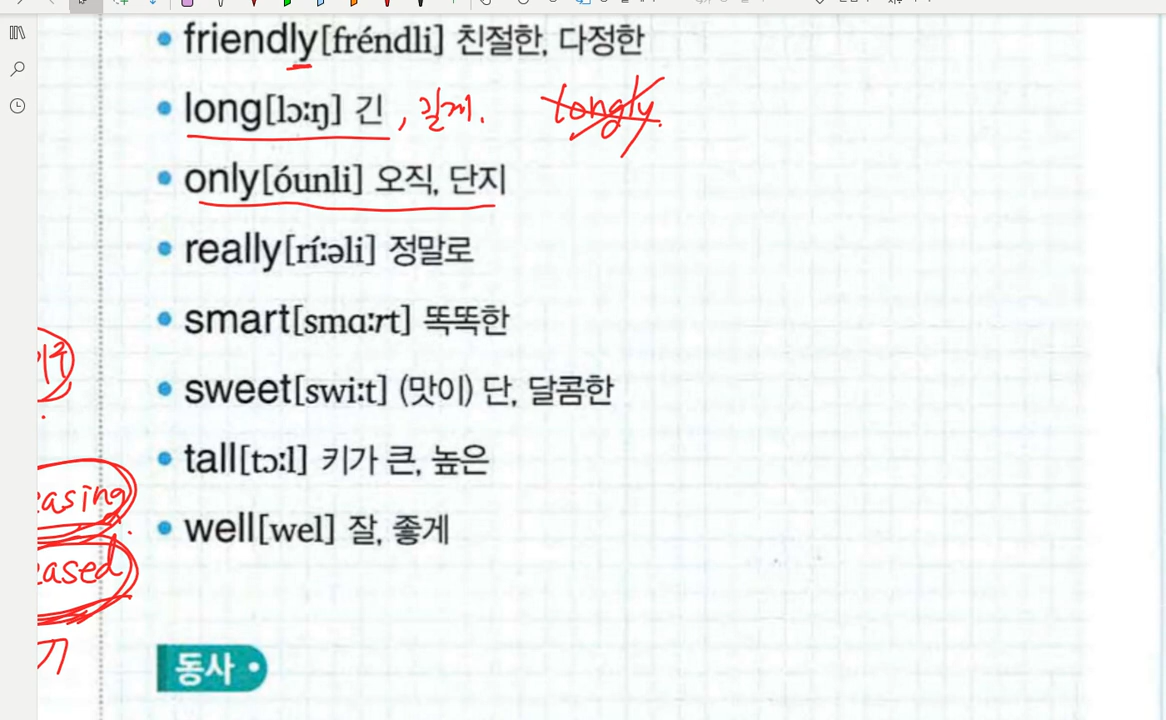 friendly[fréndli] 친절한, 다정한
long[lɔːŋ] 긴, 길게. longly.
only[óunli] 오직, 단지
really[ríːəli] 정말로
smart[smɑːrt] 똑똑한
sweet[swiːt] (맛이) 단, 달콤한
tall[tɔːl] 키가 큰, 높은
easing.
well[wel] 잘, 좋게
eased
동사